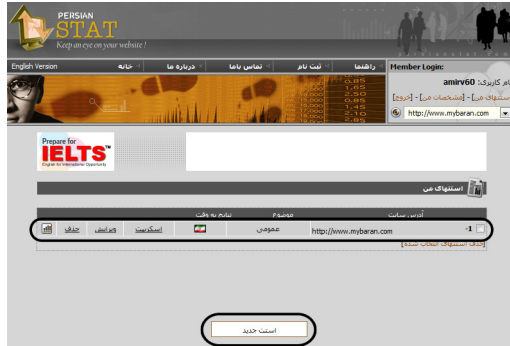 PERSIAN
STAT
Keep an eye on your website !
English Version
خانه
درباره ما
تماس باما
ثبت نام
راهنما
Member Login:
نام کاربری: amirv60
[استتهای من] - [مشخصات من] - [خروج]
http://www.mybaran.com
Prepare for
IELTS™
English for International Opportunity
استتهای من
آدرس سایت موضوع نمایش به وقت
1- http://www.mybaran.com عمومی اسکریپت ویرایش حذف
[حذف استتهای انتخاب شده]
استت جدید